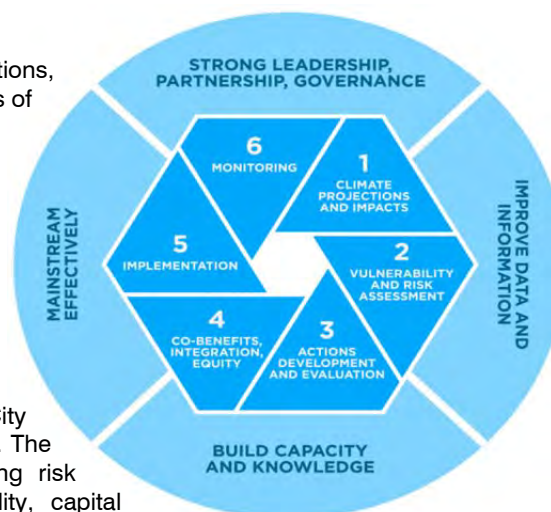 tions,
s of
STRONG LEADERSHIP,
PARTNERSHIP, GOVERNANCE
6
MONITORING
1
CLIMATE
PROJECTIONS
AND IMPACTS
MAINSTREAM
EFFECTIVELY
IMPROVE DATA AND
INFORMATION
5
IMPLEMENTATION
2
VULNERABILITY
AND RISK
ASSESSMENT
4
CO-BENEFITS,
INTEGRATION,
EQUITY
3
ACTIONS
DEVELOPMENT
AND EVALUATION
BUILD CAPACITY
AND KNOWLEDGE
City
. The
ng risk
lity, capital